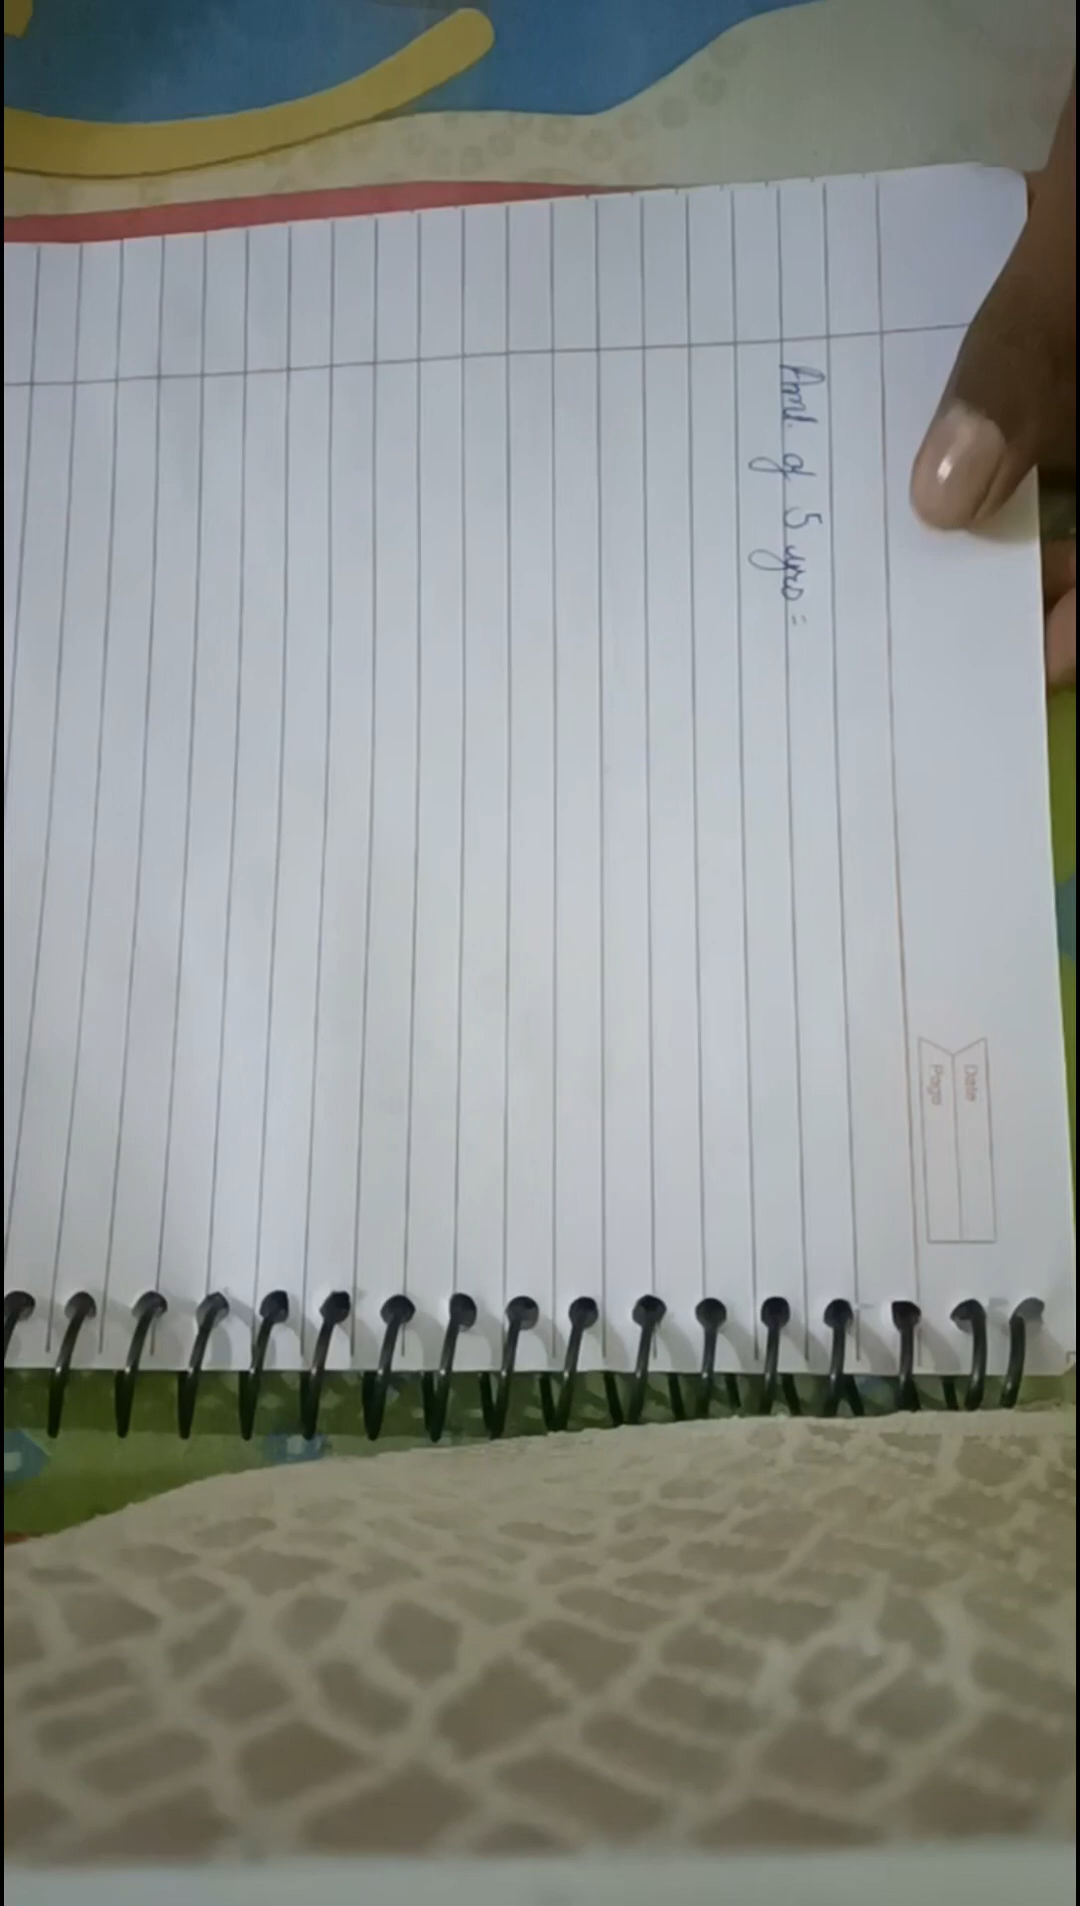 Date
Page
Amt. of 5 yrs =